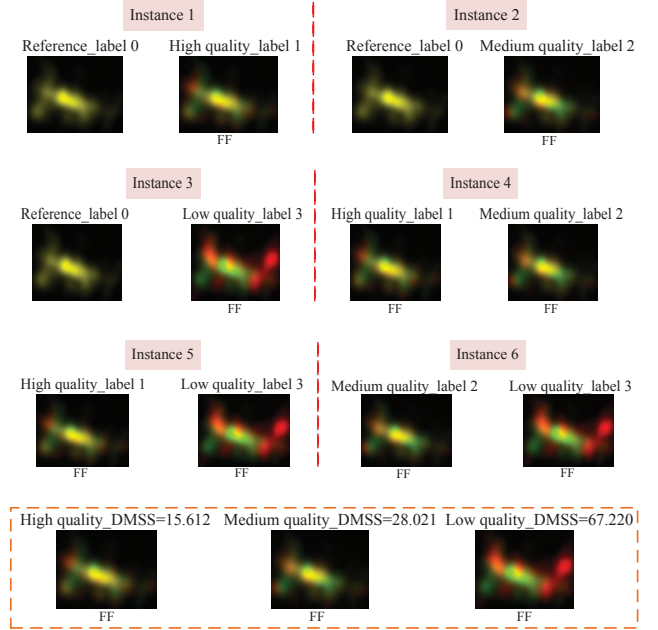 Instance 1
Instance 2
Reference_label 0
High quality_label 1
Reference_label 0
Medium quality_label 2
FF
FF
Instance 3
Instance 4
Reference_label 0
Low quality_label 3
High quality_label 1
Medium quality_label 2
FF
FF
FF
Instance 5
Instance 6
High quality_label 1
Low quality_label 3
Medium quality_label 2
Low quality_label 3
FF
FF
FF
FF
High quality_DMSS=15.612
Medium quality_DMSS=28.021
Low quality_DMSS=67.220
FF
FF
FF